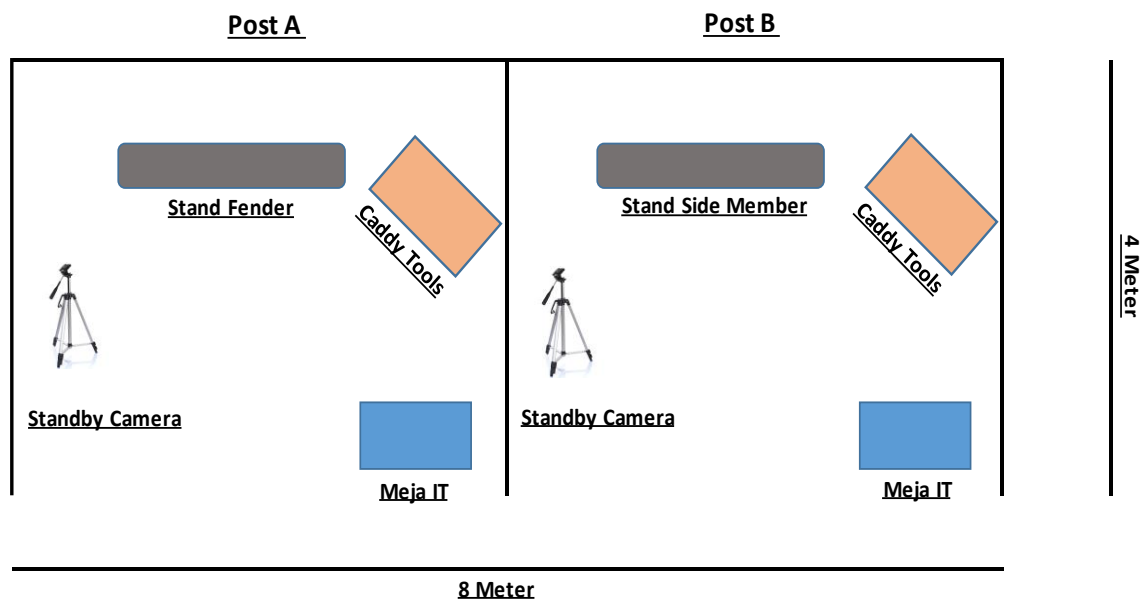 Post A
Post B
Stand Fender
Caddy Tools
Stand Side Member
Caddy Tools
4 Meter
Standby Camera
Standby Camera
Meja IT
Meja IT
8 Meter